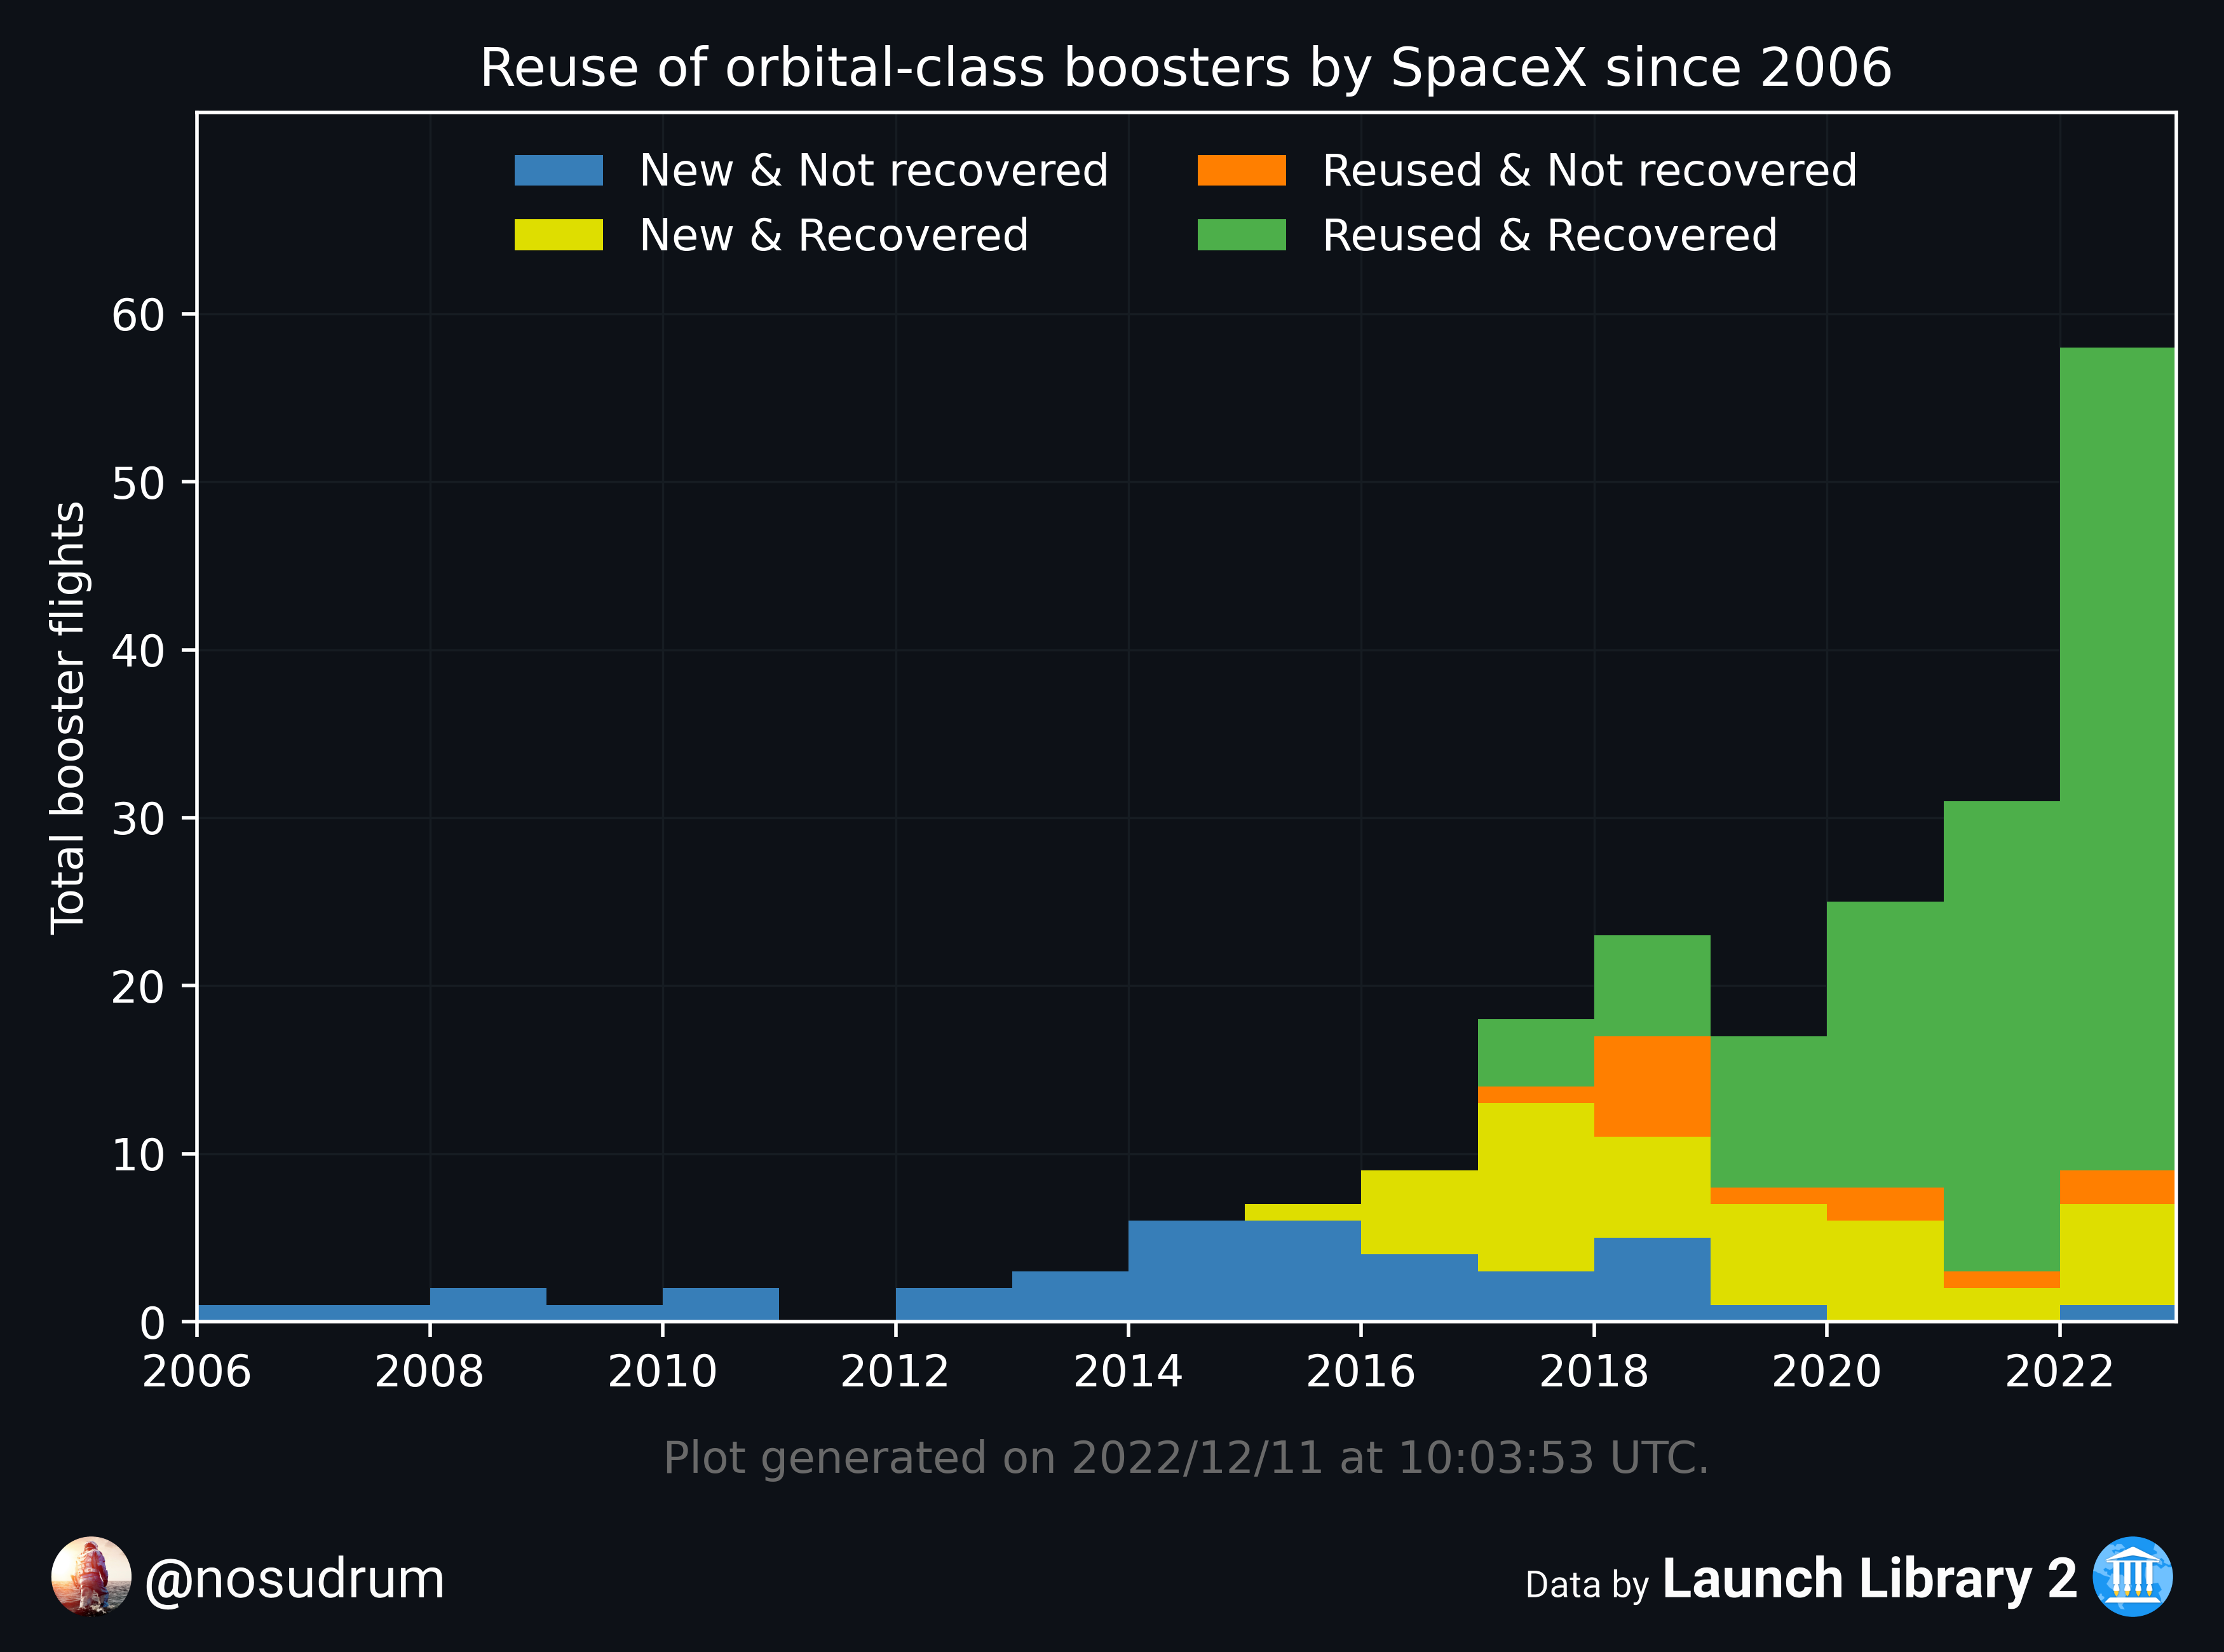 Reuse of orbital-class boosters by SpaceX since 2006
New & Not recovered
New & Recovered
Reused & Not recovered
Reused & Recovered
Total booster flights
60
50
40
30
20
10
0
2006 2008 2010 2012 2014 2016 2018 2020 2022
Plot generated on 2022/12/11 at 10:03:53 UTC.
@nosudrum
Data by Launch Library 2